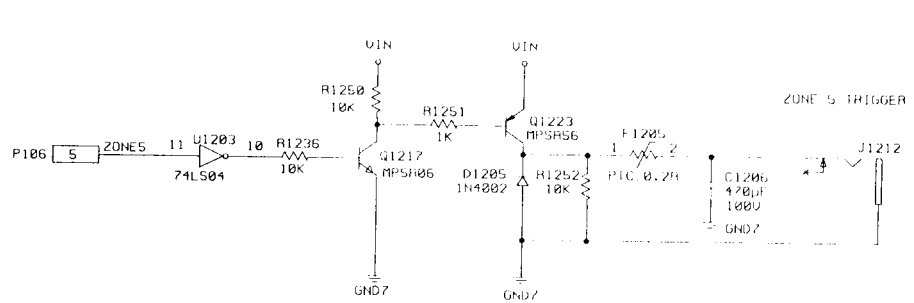 VIN
VIN
R1250
10K
R1251
1K
Q1223
MPSA56
ZONE 5 TRIGGER
P106
5
ZONE5
11
U1203
10
74LS04
R1236
10K
Q1217
MPSA06
D1205
1N4002
R1252
10K
F1205
1
2
PTC 0.2A
C1206
470pF
100V
J1212
GND7
GND7
GND7